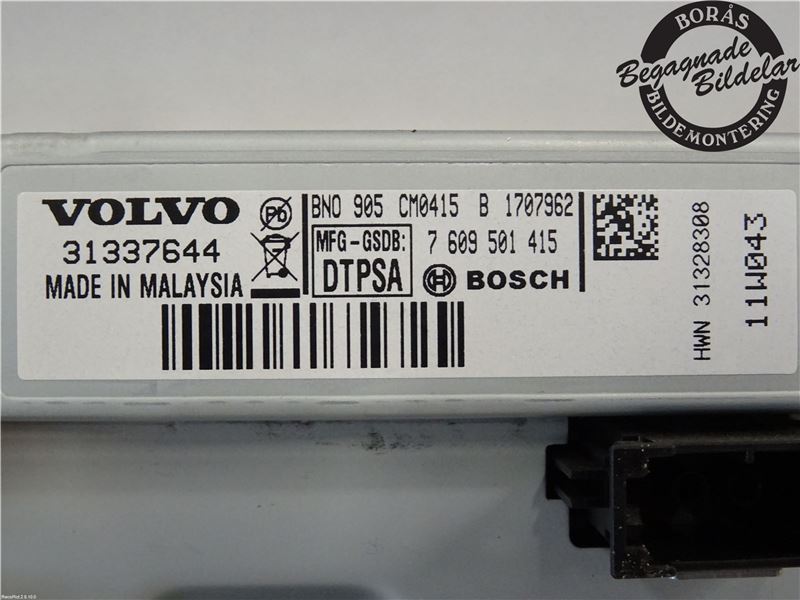 BORÅS
Begagnade
Bildelar
BILDEMONTERING
VOLVO
31337644
MADE IN MALAYSIA
Pb
BNO 905 CM0415 B 1707962
MFG-GSDB:
DTPSA
7 609 501 415
BOSCH
HWN 31328308
11W043